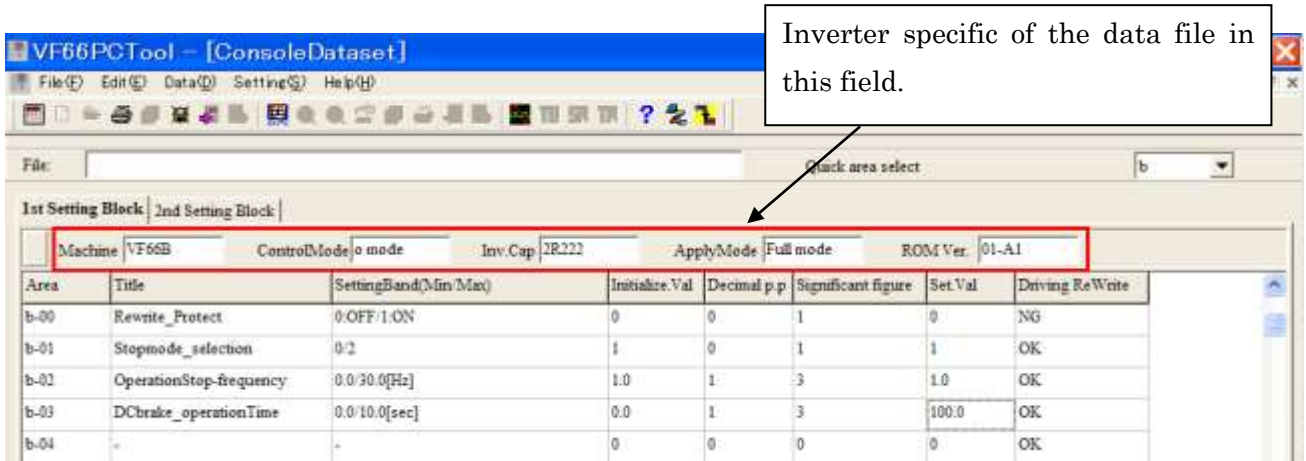 Inverter specific of the data file in
this field.
VF66PCTool - [ConsoleDataset]
File(F) Edit(E) Data(D) Setting(S) Help(H)
TU SR TR ?
File: Quick area select b
1st Setting Block 2nd Setting Block
Machine VF66B ControlMode o mode Inv.Cap 2R222 ApplyMode Full mode ROM Ver. 01-A1
Area Title SettingBand(Min/Max) Initialize.Val Decimal p.p Significant figure Set.Val Driving ReWrite
b-00 Rewrite_Protect 0:OFF/1:ON 0 0 1 0 NG
b-01 Stopmode_selection 0/2 1 0 1 1 OK
b-02 OperationStop-frequency 0.0/30.0[Hz] 1.0 1 3 1.0 OK
b-03 DCbrake_operationTime 0.0/10.0[sec] 0.0 1 3 100.0 OK
b-04 - - 0 0 0 0 OK